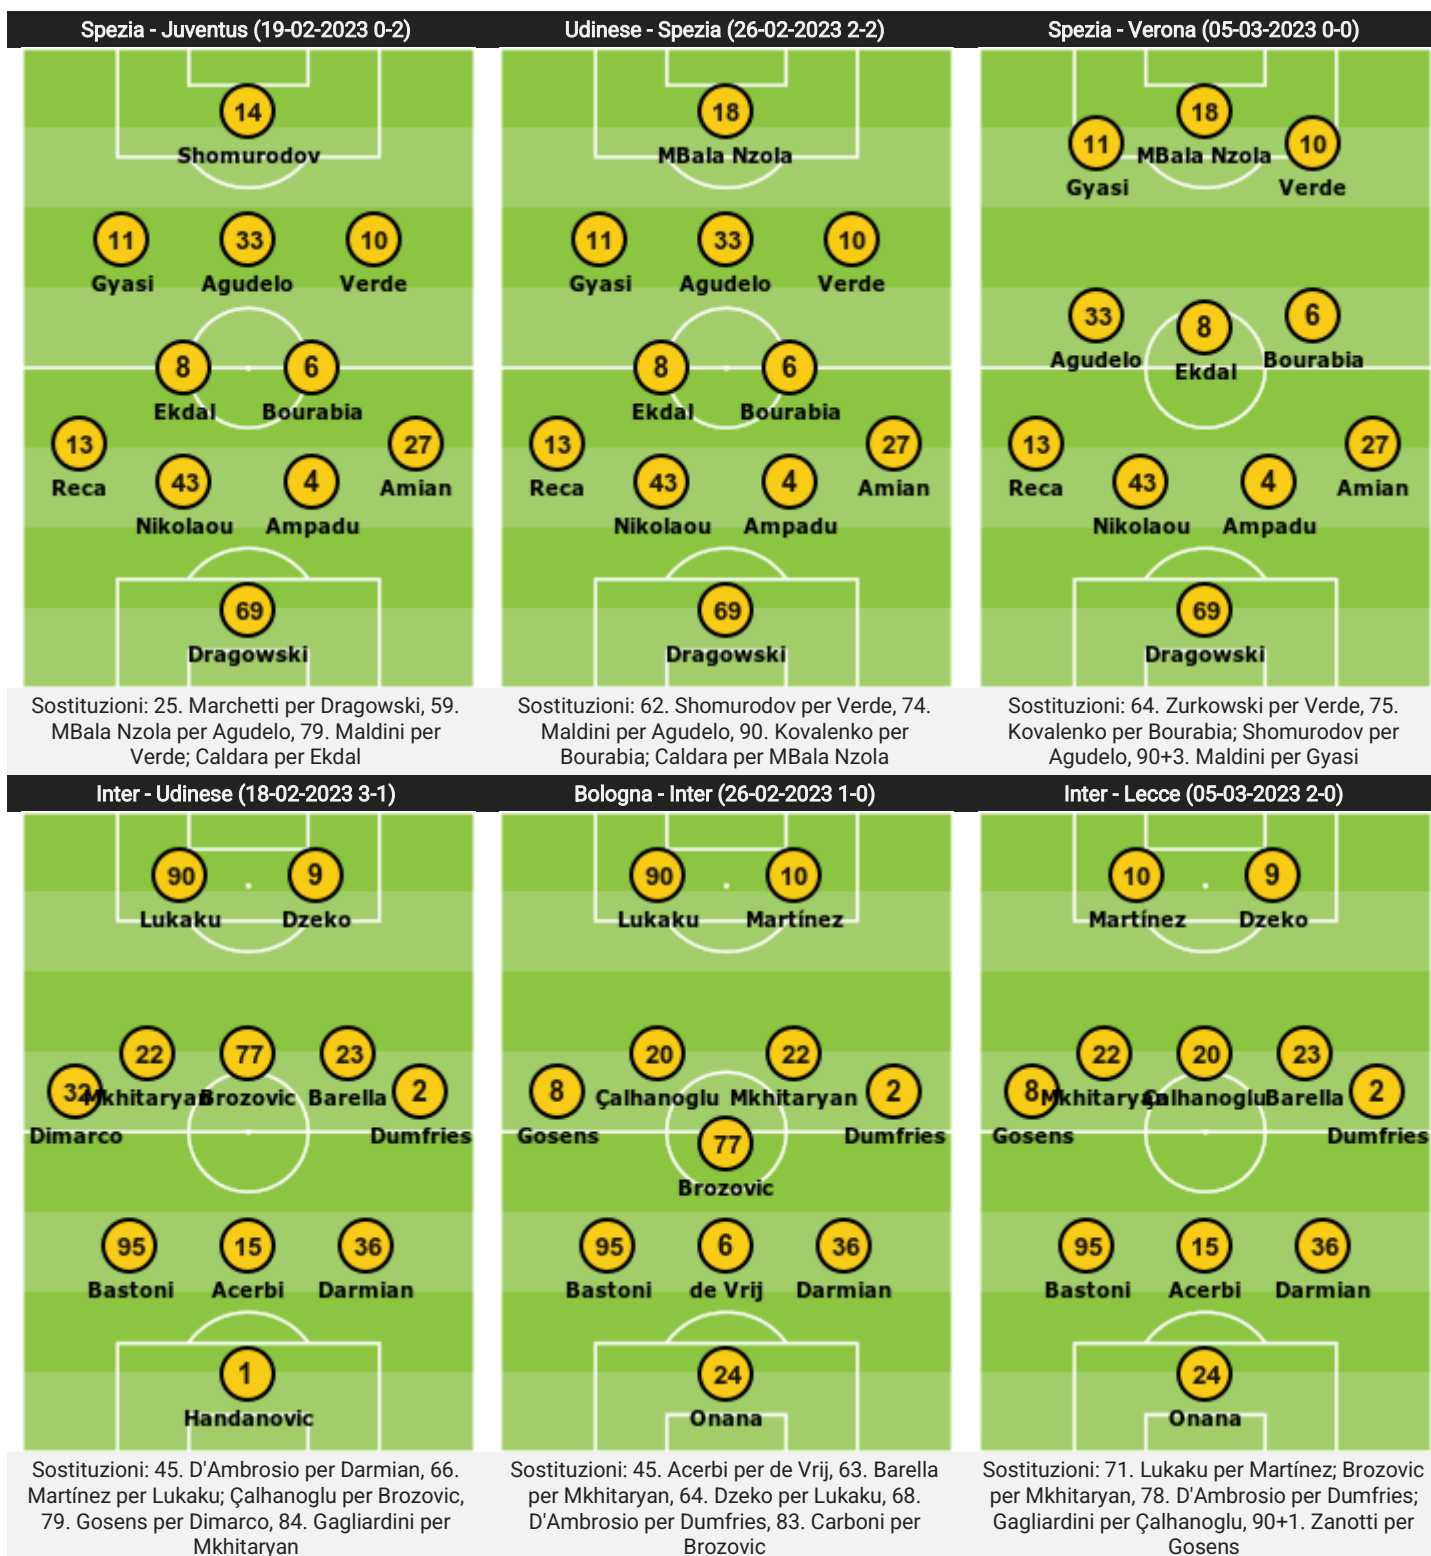 Spezia - Juventus (19-02-2023 0-2)
14
Shomurodov
11 33 10
Gyasi Agudelo Verde
8 6
Ekdal Bourabia
13 27
Reca Amian
43 4
Nikolaou Ampadu
69
Dragowski
Sostituzioni: 25. Marchetti per Dragowski, 59.
MBala Nzola per Agudelo, 79. Maldini per
Verde; Caldara per Ekdal
Udinese - Spezia (26-02-2023 2-2)
18
MBala Nzola
11 33 10
Gyasi Agudelo Verde
8 6
Ekdal Bourabia
13 27
Reca Amian
43 4
Nikolaou Ampadu
69
Dragowski
Sostituzioni: 62. Shomurodov per Verde, 74.
Maldini per Agudelo, 90. Kovalenko per
Bourabia; Caldara per MBala Nzola
Spezia - Verona (05-03-2023 0-0)
18
11 10
MBala Nzola
Gyasi Verde
33 8 6
Agudelo Ekdal Bourabia
13 27
Reca Amian
43 4
Nikolaou Ampadu
69
Dragowski
Sostituzioni: 64. Zurkowski per Verde, 75.
Kovalenko per Bourabia; Shomurodov per
Agudelo, 90+3. Maldini per Gyasi
Inter - Udinese (18-02-2023 3-1)
90 9
Lukaku Dzeko
22 77 23
32 2
Mkhitaryan Brozovic Barella
Dimarco Dumfries
95 15 36
Bastoni Acerbi Darmian
1
Handanovic
Sostituzioni: 45. D'Ambrosio per Darmian, 66.
Martínez per Lukaku; Çalhanoglu per Brozovic,
79. Gosens per Dimarco, 84. Gagliardini per
Mkhitaryan
Bologna - Inter (26-02-2023 1-0)
90 10
Lukaku Martínez
20 22
8 2
Çalhanoglu Mkhitaryan
Gosens Dumfries
77
Brozovic
95 6 36
Bastoni de Vrij Darmian
24
Onana
Sostituzioni: 45. Acerbi per de Vrij, 63. Barella
per Mkhitaryan, 64. Dzeko per Lukaku, 68.
D'Ambrosio per Dumfries, 83. Carboni per
Brozovic
Inter - Lecce (05-03-2023 2-0)
10 9
Martínez Dzeko
22 20 23
8 2
Mkhitaryan Çalhanoglu Barella
Gosens Dumfries
95 15 36
Bastoni Acerbi Darmian
24
Onana
Sostituzioni: 71. Lukaku per Martínez; Brozovic
per Mkhitaryan, 78. D'Ambrosio per Dumfries;
Gagliardini per Çalhanoglu, 90+1. Zanotti per
Gosens